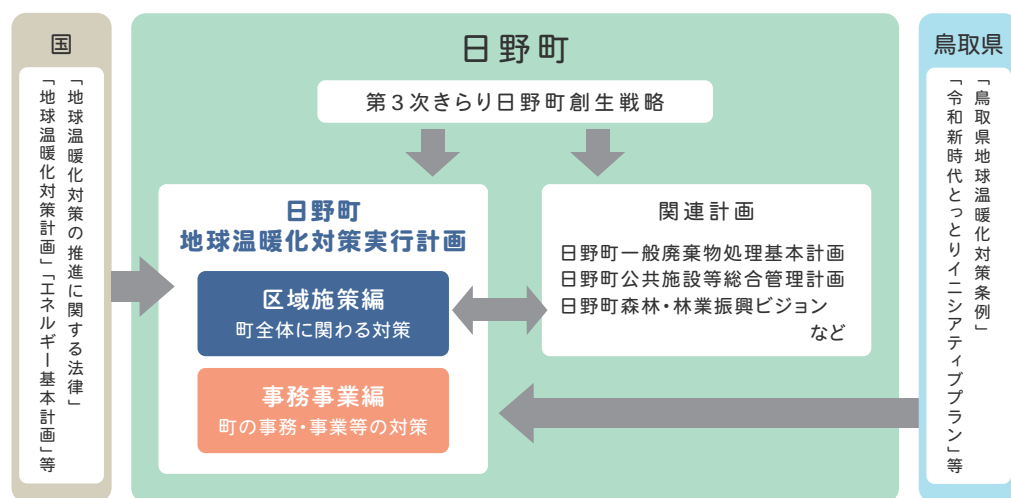 国
「地球温暖化対策の推進に関する法律」
「地球温暖化対策計画」「エネルギー基本計画」等
日野町
第3次きらり日野町創生戦略
日野町
地球温暖化対策実行計画
区域施策編
町全体に関わる対策
事務事業編
町の事務・事業等の対策
関連計画
日野町一般廃棄物処理基本計画
日野町公共施設等総合管理計画
日野町森林・林業振興ビジョン
など
鳥取県
「鳥取県地球温暖化対策条例」
「令和新時代とっとりイニシアティブプラン」等